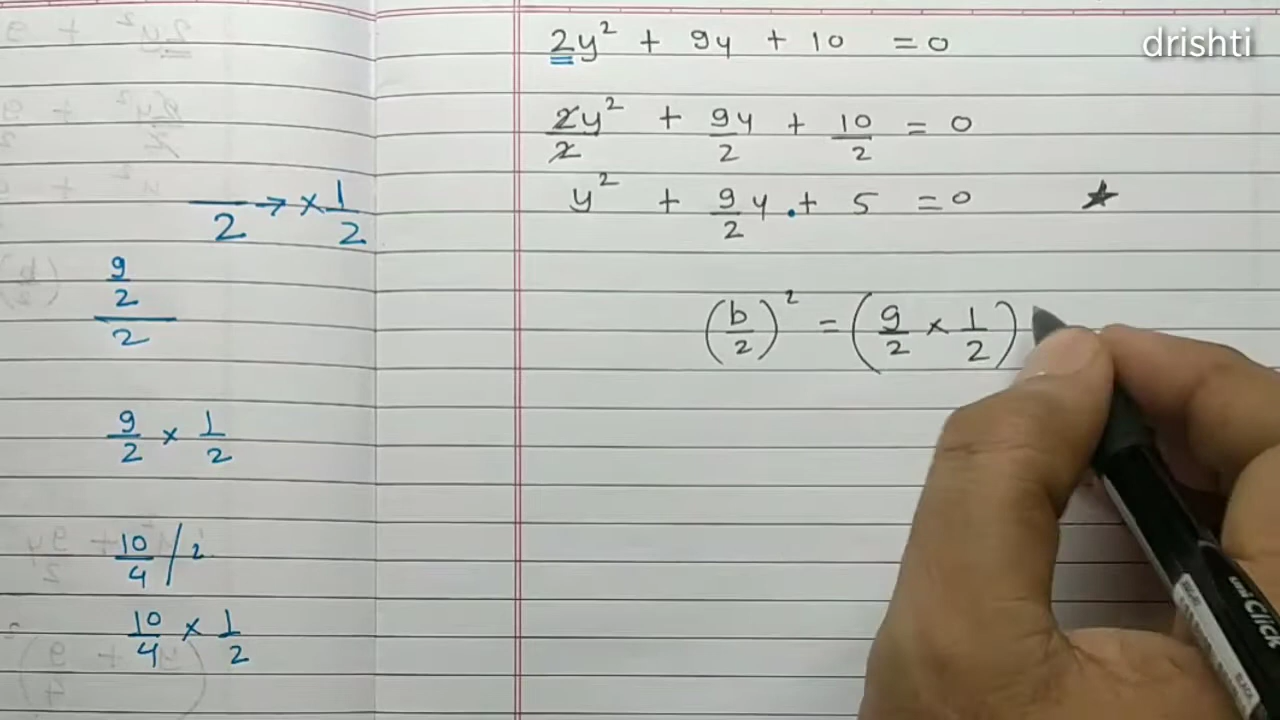 drishti
2y² + 9y + 10 = 0
2y²/2 + 9y/2 + 10/2 = 0
y² + 9/2 y + 5 = 0 ★
(b/2)² = (9/2 × 1/2)
/2 → × 1/2
9/2/2
9/2 × 1/2
10/4 / 2
10/4 × 1/2
uni Click